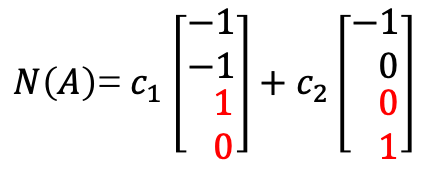 N(A)= c₁ [−1 −1 1 0] + c₂ [−1 0 0 1]